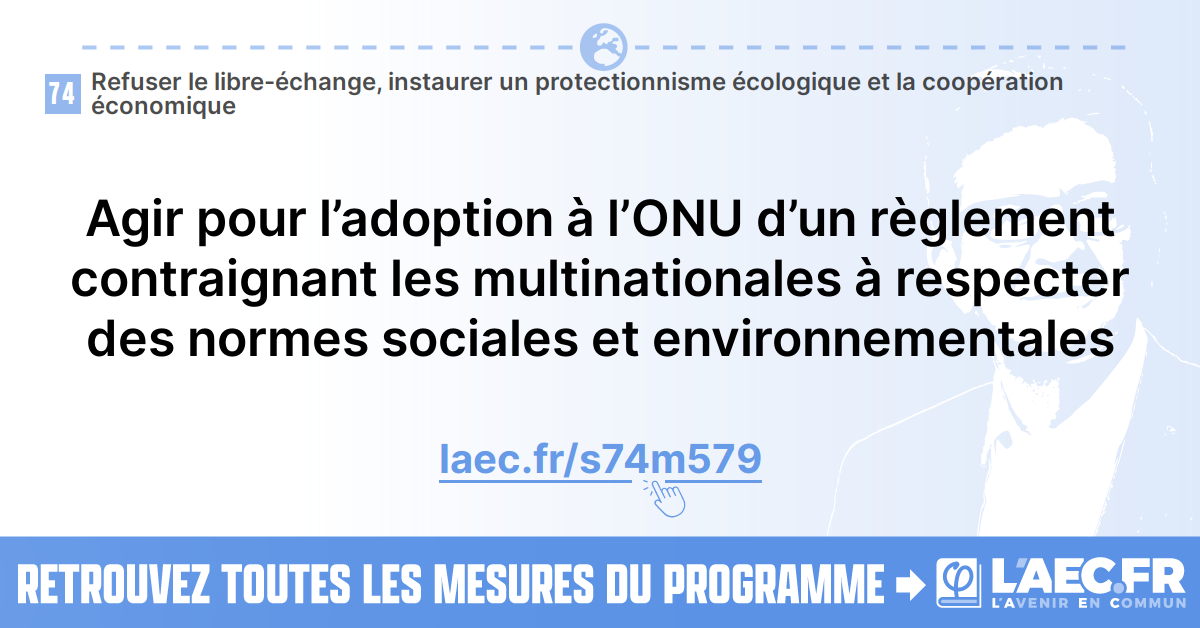 74
Refuser le libre-échange, instaurer un protectionnisme écologique et la coopération
économique
Agir pour l’adoption à l’ONU d’un règlement
contraignant les multinationales à respecter
des normes sociales et environnementales
laec.fr/s74m579
RETROUVEZ TOUTES LES MESURES DU PROGRAMME
L'AEC.FR
L'AVENIR EN COMMUN